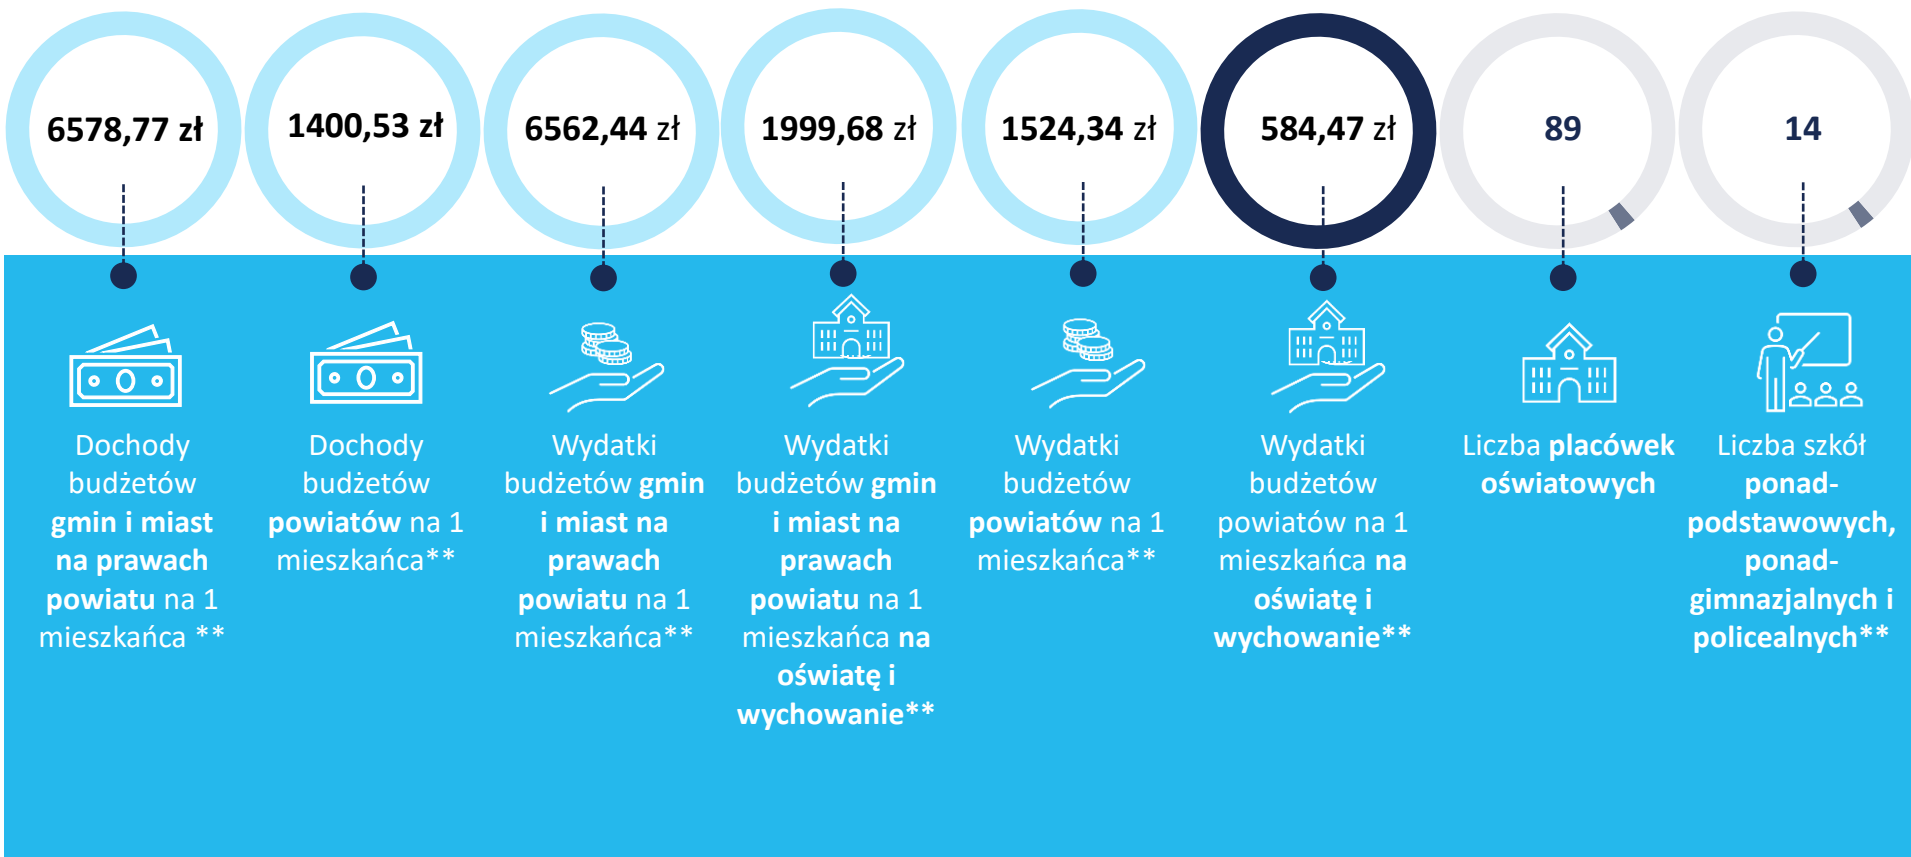 6578,77 zł
1400,53 zł
6562,44 zł
1999,68 zł
1524,34 zł
584,47 zł
89
14
Dochody
budżetów
gmin i miast
na prawach
powiatu na 1
mieszkańca **
Dochody
budżetów
powiatów na 1
mieszkańca**
Wydatki
budżetów gmin
i miast na
prawach
powiatu na 1
mieszkańca**
Wydatki
budżetów gmin
i miast na
prawach
powiatu na 1
mieszkańca na
oświatę i
wychowanie**
Wydatki
budżetów
powiatów na 1
mieszkańca**
Wydatki
budżetów
powiatów na 1
mieszkańca na
oświatę i
wychowanie**
Liczba placówek
oświatowych
Liczba szkół
ponad-
podstawowych,
ponad-
gimnazjalnych i
policealnych**